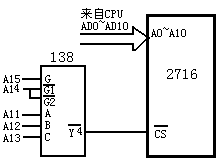 来自CPU
AD0~AD10
A0~A10
138
2716
A15 G
A14 G1
G2
A11 A
A12 B Y4 CS
A13 C